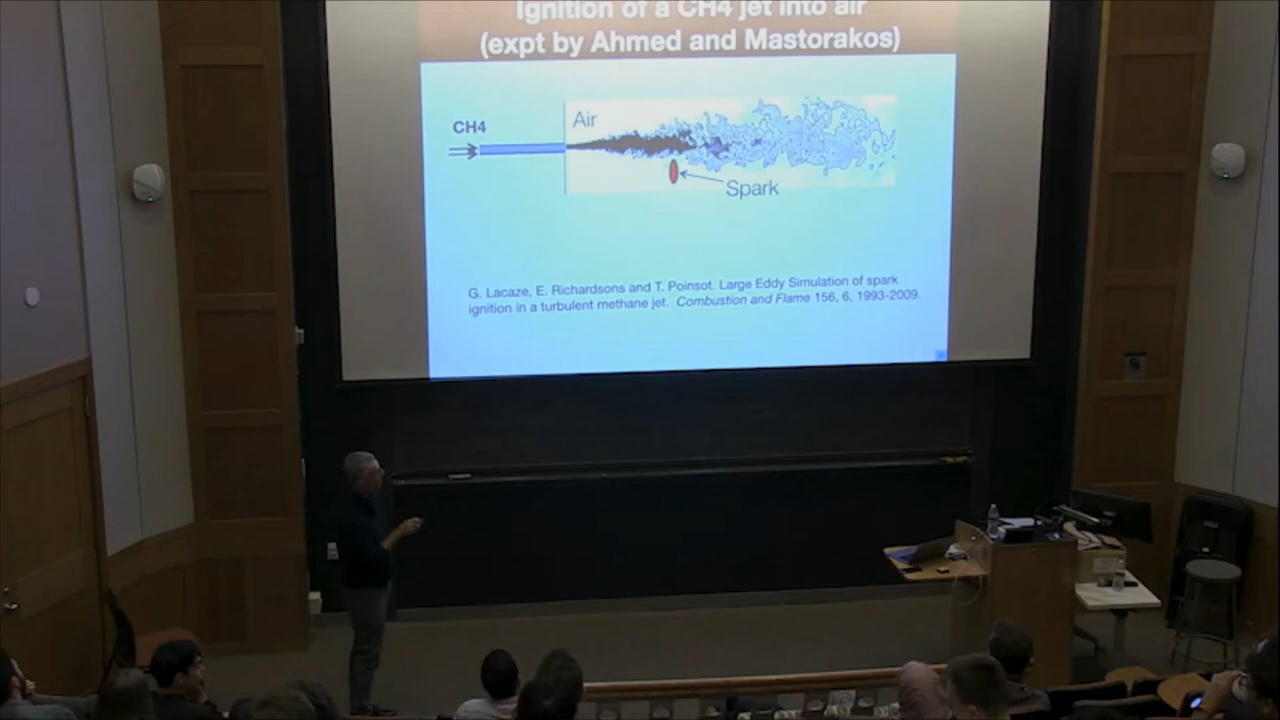 Ignition of a CH4 jet into air
(expt by Ahmed and Mastorakos)
Air
CH4
Spark
G. Lacaze, E. Richardsons and T. Poinsot. Large Eddy Simulation of spark
ignition in a turbulent methane jet. Combustion and Flame 156, 6, 1993-2009.